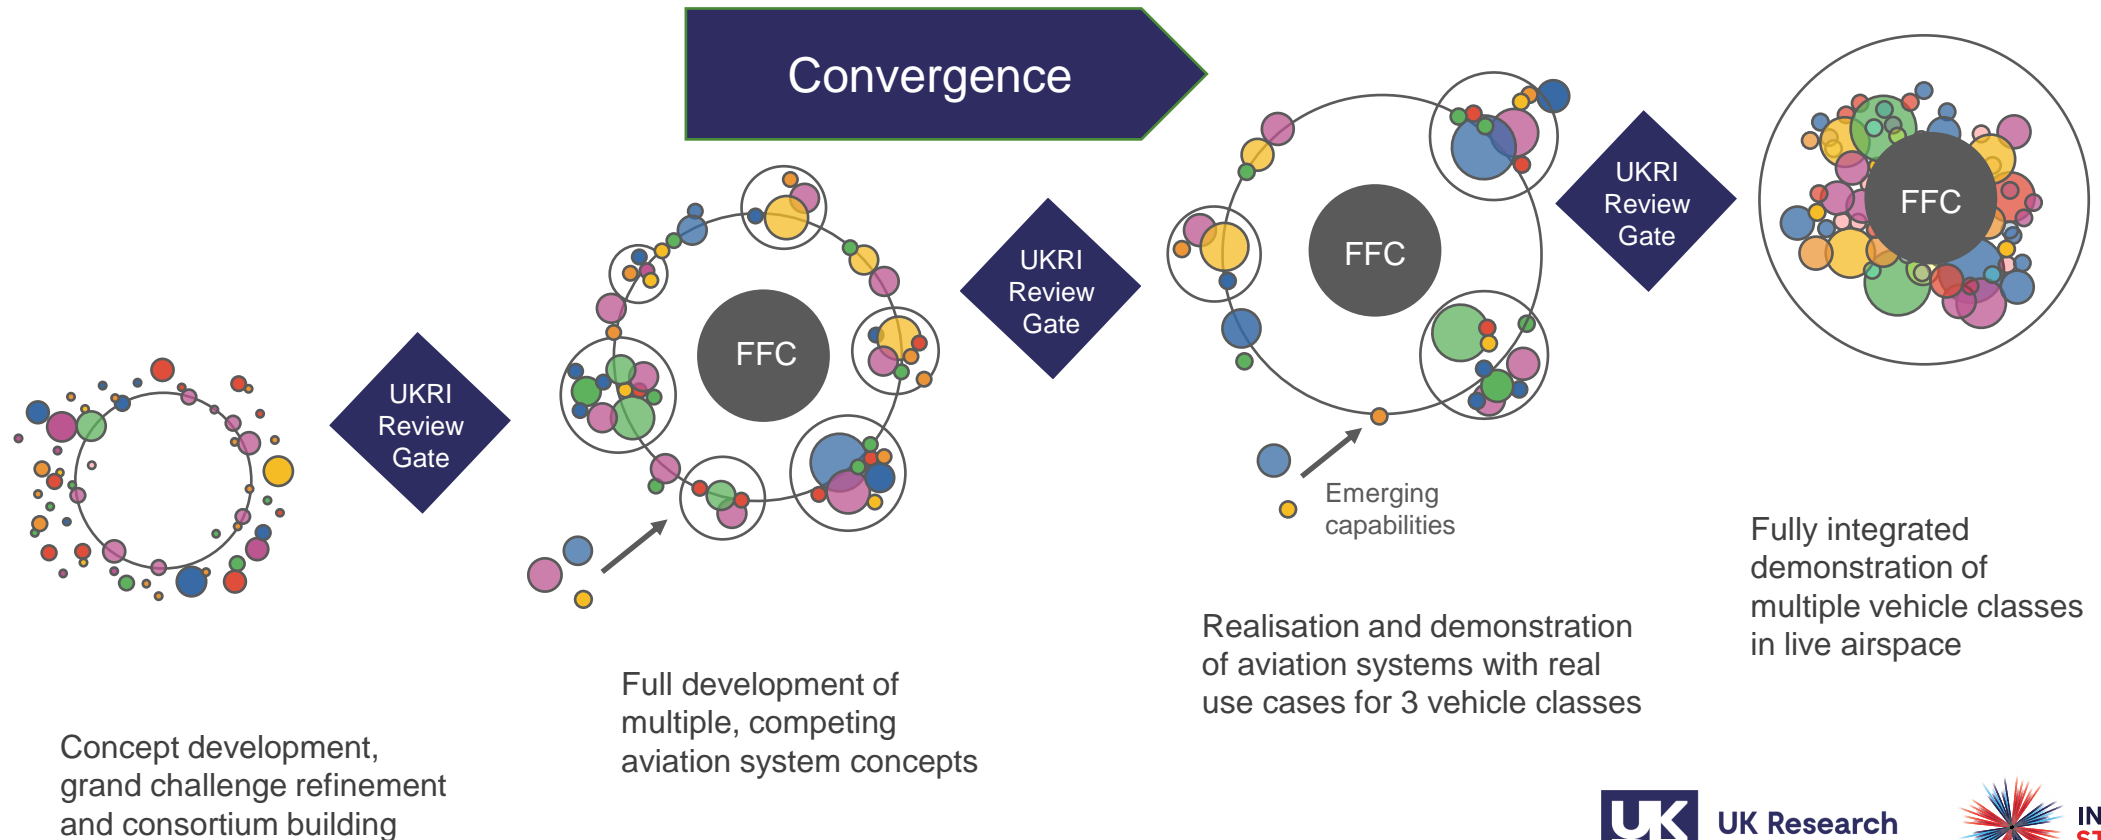 Convergence
UKRI
Review
Gate
UKRI
Review
Gate
UKRI
Review
Gate
FFC
FFC
FFC
Emerging
capabilities
Concept development,
grand challenge refinement
and consortium building
Full development of
multiple, competing
aviation system concepts
Realisation and demonstration
of aviation systems with real
use cases for 3 vehicle classes
Fully integrated
demonstration of
multiple vehicle classes
in live airspace
UK
UK Research
IN